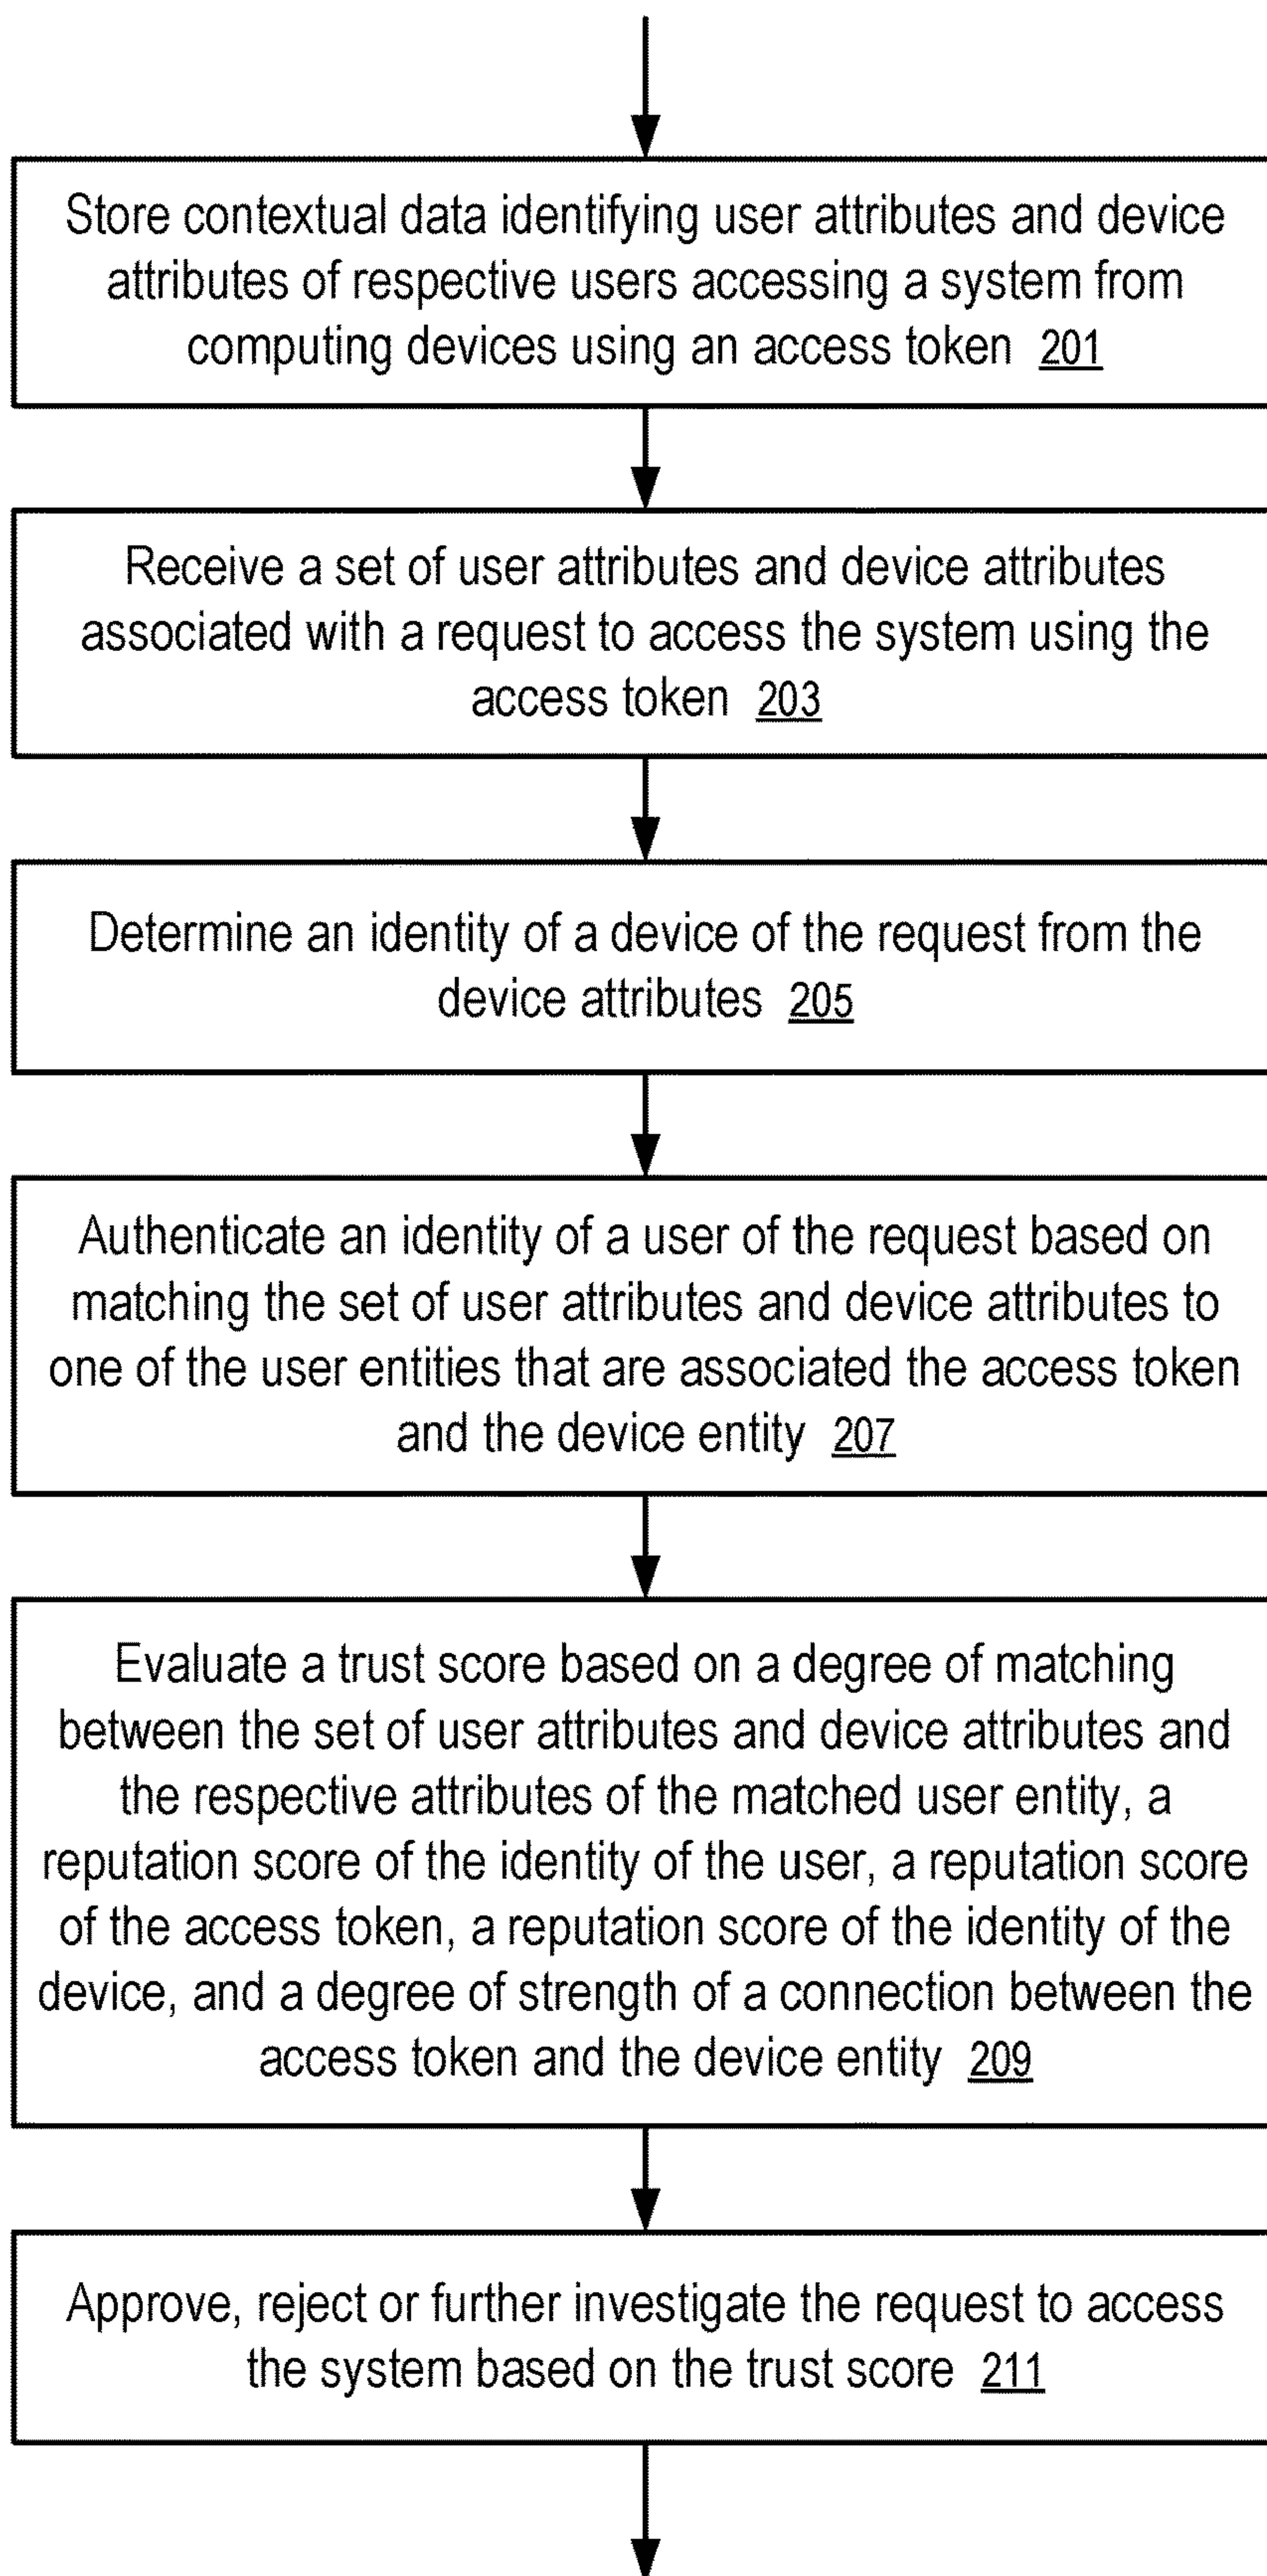 Store contextual data identifying user attributes and device
attributes of respective users accessing a system from
computing devices using an access token 201
Receive a set of user attributes and device attributes
associated with a request to access the system using the
access token 203
Determine an identity of a device of the request from the
device attributes 205
Authenticate an identity of a user of the request based on
matching the set of user attributes and device attributes to
one of the user entities that are associated the access token
and the device entity 207
Evaluate a trust score based on a degree of matching
between the set of user attributes and device attributes and
the respective attributes of the matched user entity, a
reputation score of the identity of the user, a reputation score
of the access token, a reputation score of the identity of the
device, and a degree of strength of a connection between the
access token and the device entity 209
Approve, reject or further investigate the request to access
the system based on the trust score 211